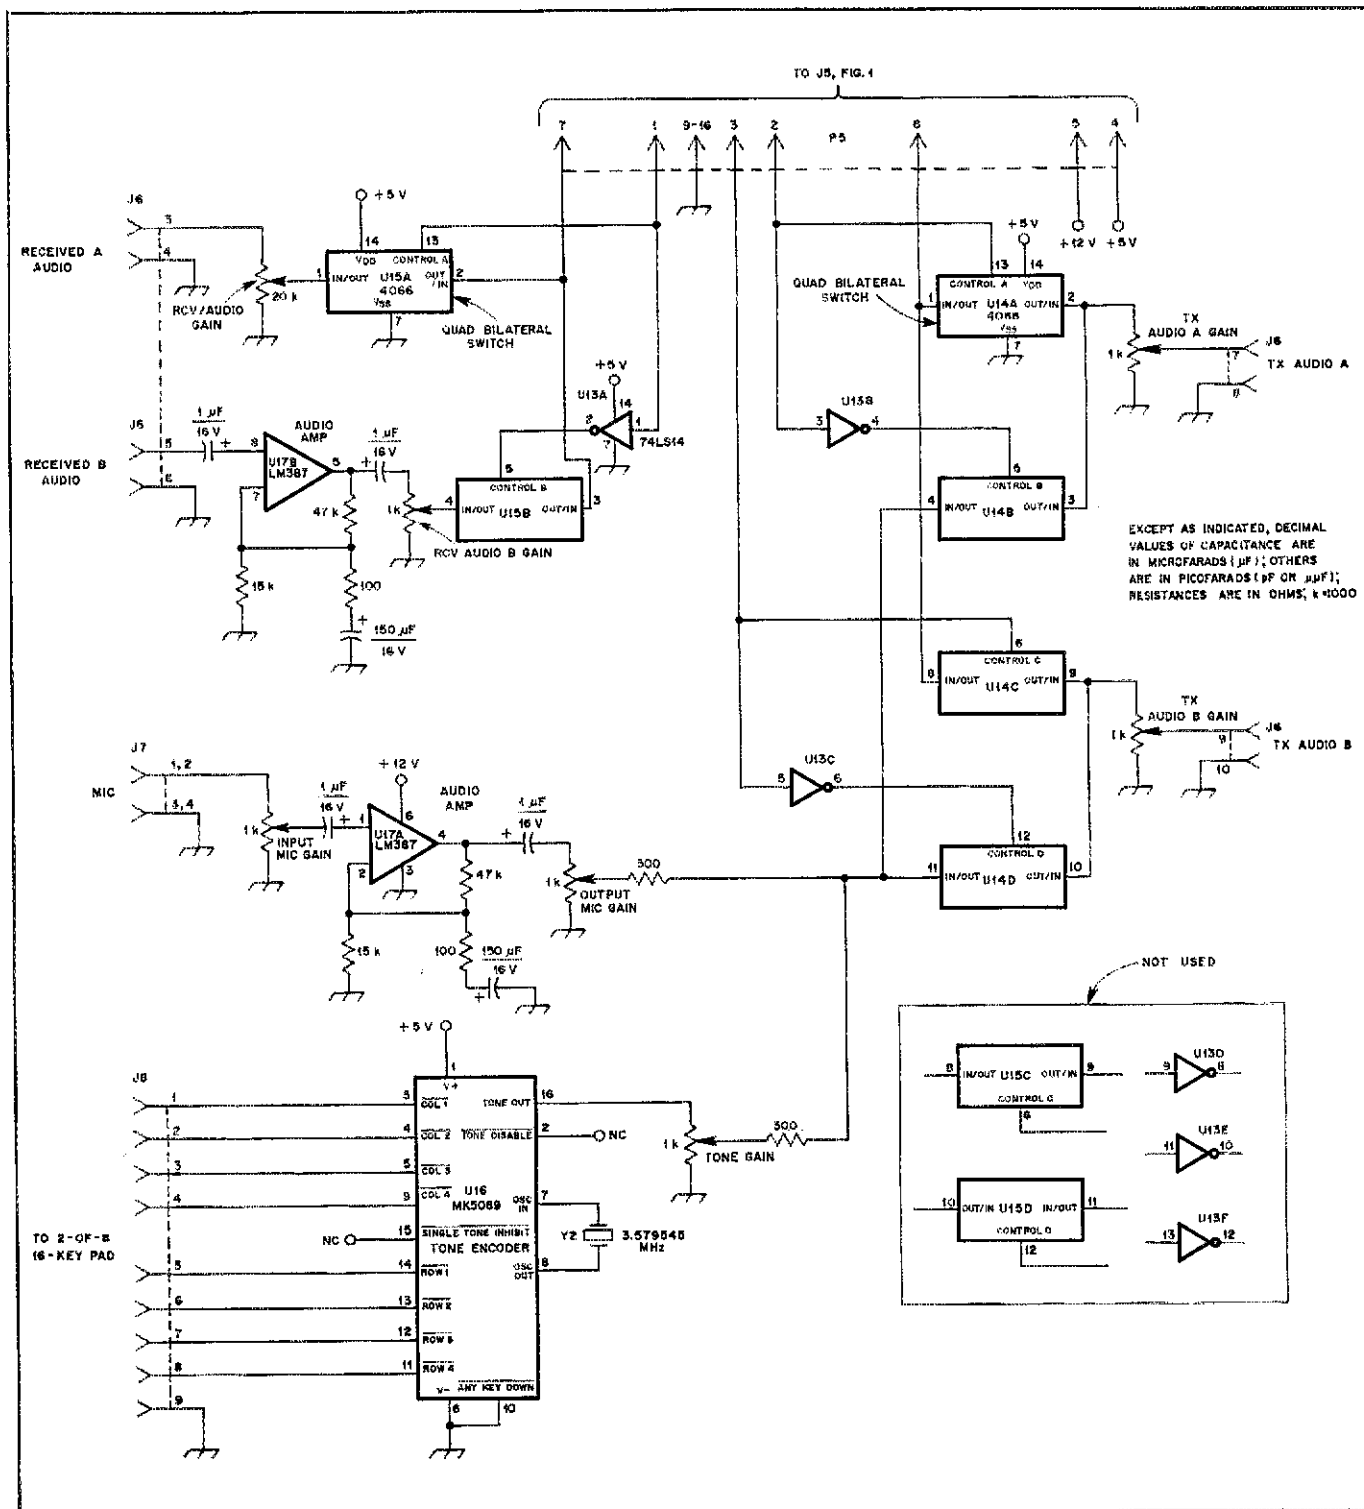 TO J5, FIG. 1
7
1
9-16
3
2
6
P5
5
4
+5 V
+12 V
+5 V
J6
3
RECEIVED A
AUDIO
4
RCV/AUDIO
GAIN
20 k
14
VDD
13
CONTROL A
1
IN/OUT
U15A
4066
OUT
/IN
2
VSS
7
QUAD BILATERAL
SWITCH
+5 V
U13A
14
2
1
7
74LS14
J6
5
RECEIVED B
AUDIO
6
1 µF
16 V
+
8
AUDIO
AMP
U17B
LM387
7
5
+
1 µF
16 V
47 k
1 k
15 k
100
+
150 µF
16 V
RCV AUDIO B GAIN
5
CONTROL B
4
IN/OUT
OUT/IN
3
U15B
QUAD BILATERAL
SWITCH
+5 V
13
14
CONTROL A
VDD
1
IN/OUT
U14A
4066
OUT/IN
2
VSS
7
TX
AUDIO A GAIN
1 k
J6
7
TX AUDIO A
8
U13B
3
4
5
CONTROL B
4
IN/OUT
U14B
OUT/IN
3
EXCEPT AS INDICATED, DECIMAL
VALUES OF CAPACITANCE ARE
IN MICROFARADS (µF); OTHERS
ARE IN PICOFARADS (pF OR µµF);
RESISTANCES ARE IN OHMS; k=1000
6
CONTROL C
8
IN/OUT
U14C
OUT/IN
9
TX
AUDIO B GAIN
1 k
J6
9
TX AUDIO B
10
U13C
5
6
12
CONTROL D
11
IN/OUT
U14D
OUT/IN
10
J7
1, 2
MIC
3, 4
1 k
INPUT
MIC GAIN
1 µF
16 V
+
+12 V
AUDIO
AMP
1
6
U17A
LM387
4
2
3
+
1 µF
16 V
47 k
1 k
OUTPUT
MIC GAIN
300
15 k
100
150 µF
16 V
+
NOT USED
8
IN/OUT
U15C
OUT/IN
9
CONTROL C
6
9
U13D
8
11
U13E
10
10
OUT/IN
U15D
IN/OUT
11
CONTROL D
12
13
U13F
12
+5 V
1
V+
J8
1
3
COL 1
TONE OUT
16
2
4
COL 2
TONE DISABLE
2
NC
3
5
COL 3
4
9
COL 4
U16
MK5089
OSC
IN
7
NC
15
SINGLE TONE INHIBIT
TONE ENCODER
Y2
3.579545
MHz
TO 2-OF-8
16-KEY PAD
5
14
ROW 1
OSC
OUT
8
6
13
ROW 2
7
12
ROW 3
8
11
ROW 4
9
V-
ANY KEY DOWN
6
10
1 k
TONE GAIN
300